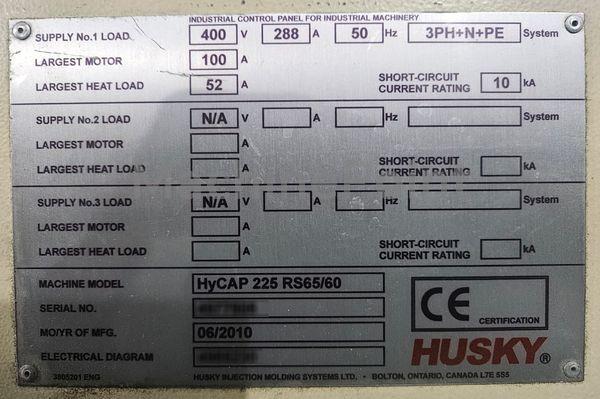 INDUSTRIAL CONTROL PANEL FOR INDUSTRIAL MACHINERY
SUPPLY No.1 LOAD 400 V 288 A 50 Hz 3PH+N+PE System
LARGEST MOTOR 100 A
LARGEST HEAT LOAD 52 A SHORT-CIRCUIT CURRENT RATING 10 kA
SUPPLY No.2 LOAD N/A V A Hz System
LARGEST MOTOR A
LARGEST HEAT LOAD A SHORT-CIRCUIT CURRENT RATING kA
SUPPLY No.3 LOAD N/A V A Hz System
LARGEST MOTOR A
LARGEST HEAT LOAD A SHORT-CIRCUIT CURRENT RATING kA
MACHINE MODEL HyCAP 225 RS65/60
SERIAL NO.
MO/YR OF MFG. 06/2010
ELECTRICAL DIAGRAM
CE
CERTIFICATION
HUSKY®
3805201 ENG
HUSKY INJECTION MOLDING SYSTEMS LTD. • BOLTON, ONTARIO, CANADA L7E 5S5